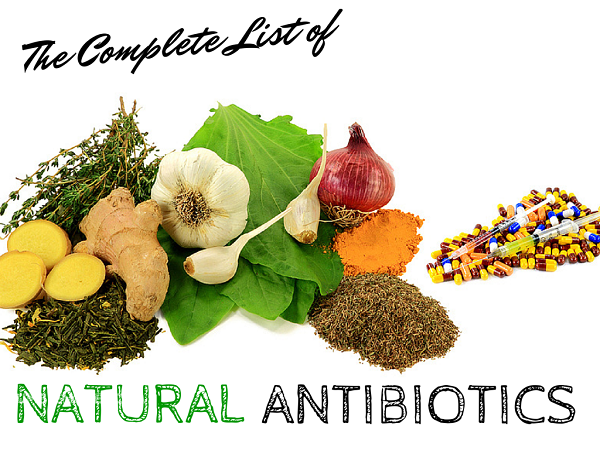 The Complete List of
NATURAL ANTIBIOTICS